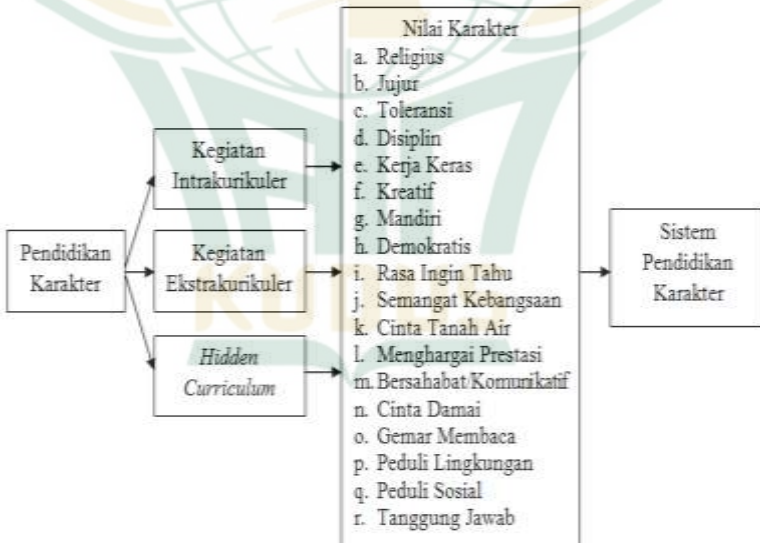 Pendidikan
Karakter
Kegiatan
Intrakurikuler
Kegiatan
Ekstrakurikuler
Hidden
Curriculum
Nilai Karakter
a. Religius
b. Jujur
c. Toleransi
d. Disiplin
e. Kerja Keras
f. Kreatif
g. Mandiri
h. Demokratis
i. Rasa Ingin Tahu
j. Semangat Kebangsaan
k. Cinta Tanah Air
l. Menghargai Prestasi
m. Bersahabat/Komunikatif
n. Cinta Damai
o. Gemar Membaca
p. Peduli Lingkungan
q. Peduli Sosial
r. Tanggung Jawab
Sistem
Pendidikan
Karakter
KUDUS